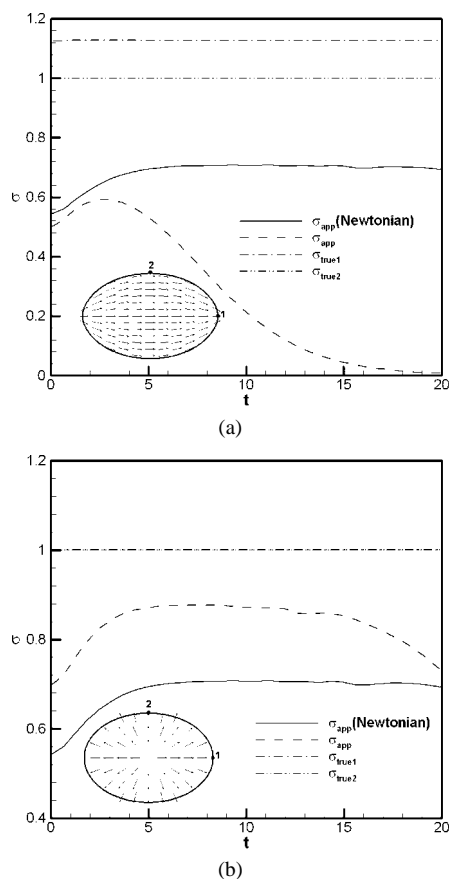 1.2
1
0.8
σ
0.6
0.4
0.2
0
σapp(Newtonian)
σapp
σtrue1
σtrue2
2
1
0 5 10 15 20
t
(a)
1.2
1
σ
0.8
0.6
0.4
σapp(Newtonian)
σapp
σtrue1
σtrue2
2
1
0 5 10 15 20
t
(b)